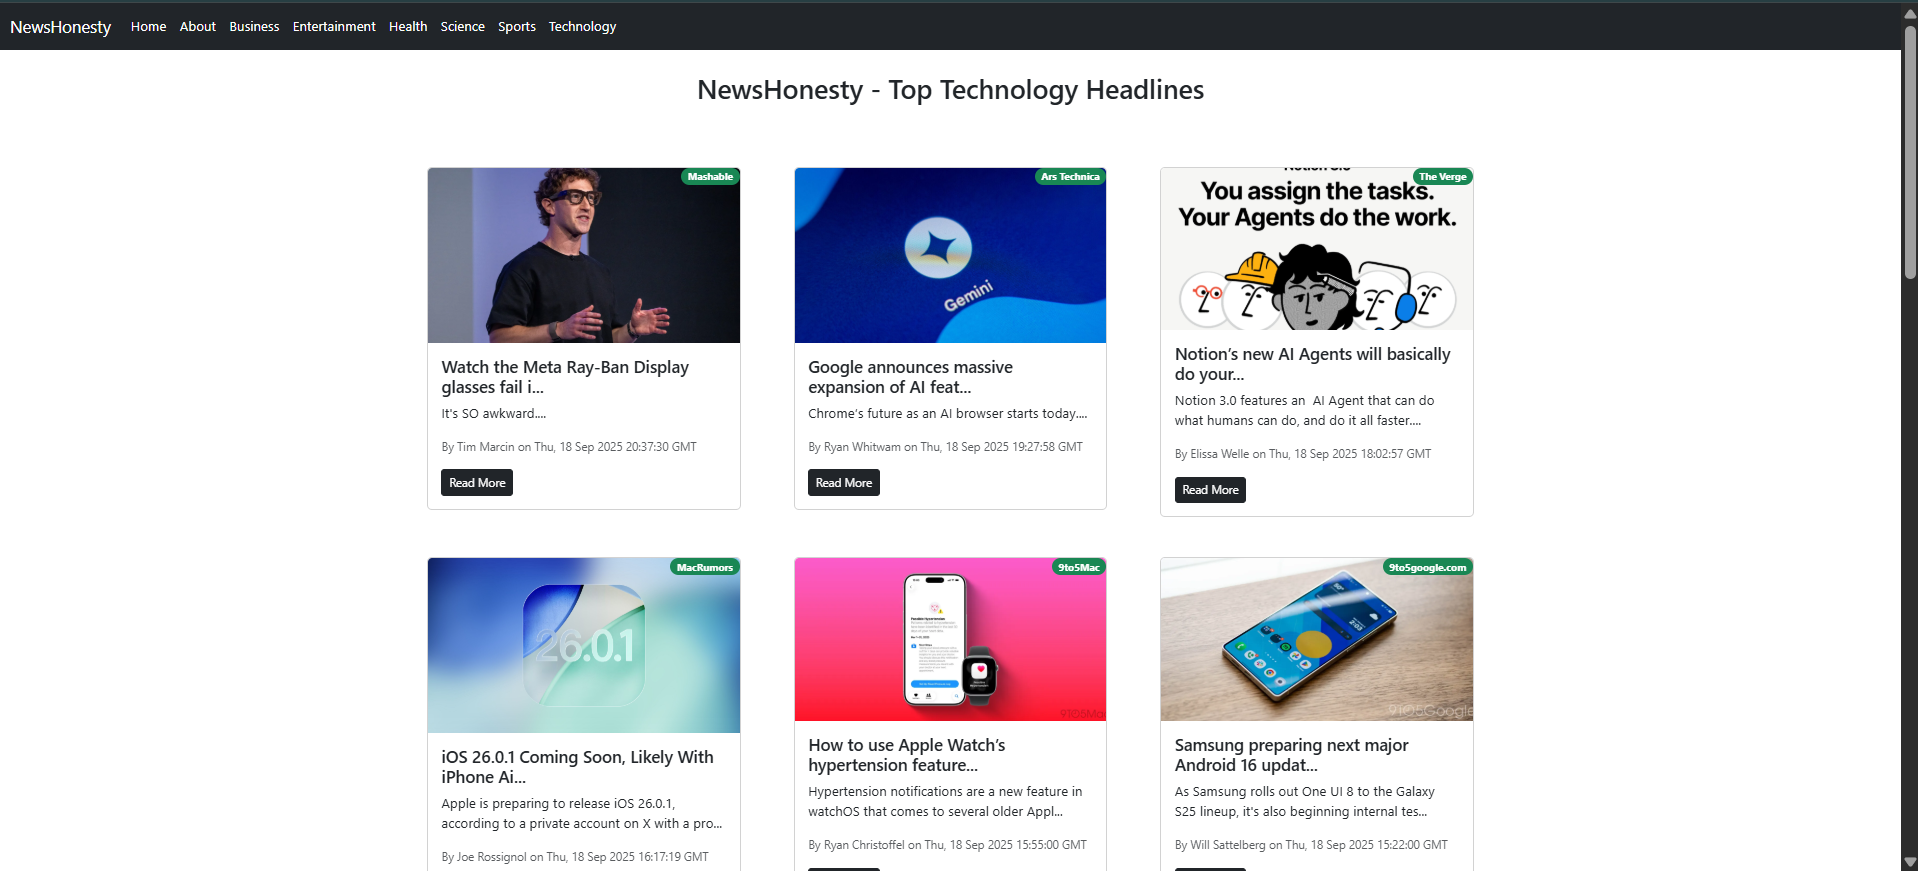 NewsHonesty Home About Business Entertainment Health Science Sports Technology
NewsHonesty - Top Technology Headlines
Mashable
Watch the Meta Ray-Ban Display
glasses fail i...
It's SO awkward....
By Tim Marcin on Thu, 18 Sep 2025 20:37:30 GMT
Read More
Ars Technica
Gemini
Google announces massive
expansion of AI feat...
Chrome's future as an AI browser starts today....
By Ryan Whitwam on Thu, 18 Sep 2025 19:27:58 GMT
Read More
The Verge
You assign the tasks.
Your Agents do the work.
Notion’s new AI Agents will basically
do your...
Notion 3.0 features an  AI Agent that can do
what humans can do, and do it all faster....
By Elissa Welle on Thu, 18 Sep 2025 18:02:57 GMT
Read More
MacRumors
26.0.1
iOS 26.0.1 Coming Soon, Likely With
iPhone Ai...
Apple is preparing to release iOS 26.0.1,
according to a private account on X with a pro...
By Joe Rossignol on Thu, 18 Sep 2025 16:17:19 GMT
9to5Mac
Possible Hypertension
9TO5Mac
How to use Apple Watch’s
hypertension feature...
Hypertension notifications are a new feature in
watchOS that comes to several older Appl...
By Ryan Christoffel on Thu, 18 Sep 2025 15:55:00 GMT
9to5google.com
2:03
9TO5Google
Samsung preparing next major
Android 16 updat...
As Samsung rolls out One UI 8 to the Galaxy
S25 lineup, it's also beginning internal tes...
By Will Sattelberg on Thu, 18 Sep 2025 15:22:00 GMT